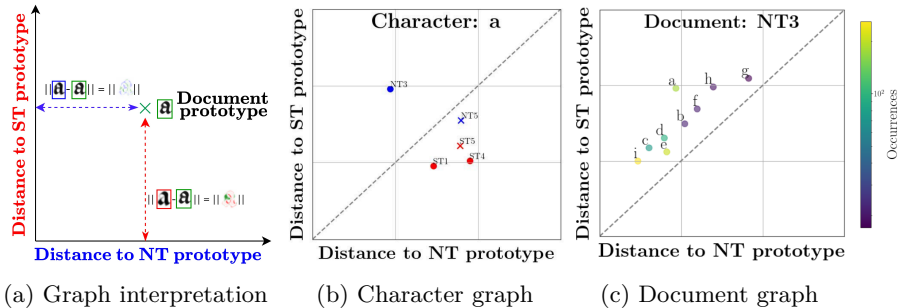 Distance to ST prototype
||a - a|| = || ||
a Document
prototype
||a - a|| = || ||
Distance to NT prototype
(a) Graph interpretation
Distance to ST prototype
Character: a
NT3
NT5
ST5
ST1
ST4
Distance to NT prototype
(b) Character graph
Distance to ST prototype
Document: NT3
g
h
a
f
b
d
c
e
i
Distance to NT prototype
10²
Occurrences
(c) Document graph